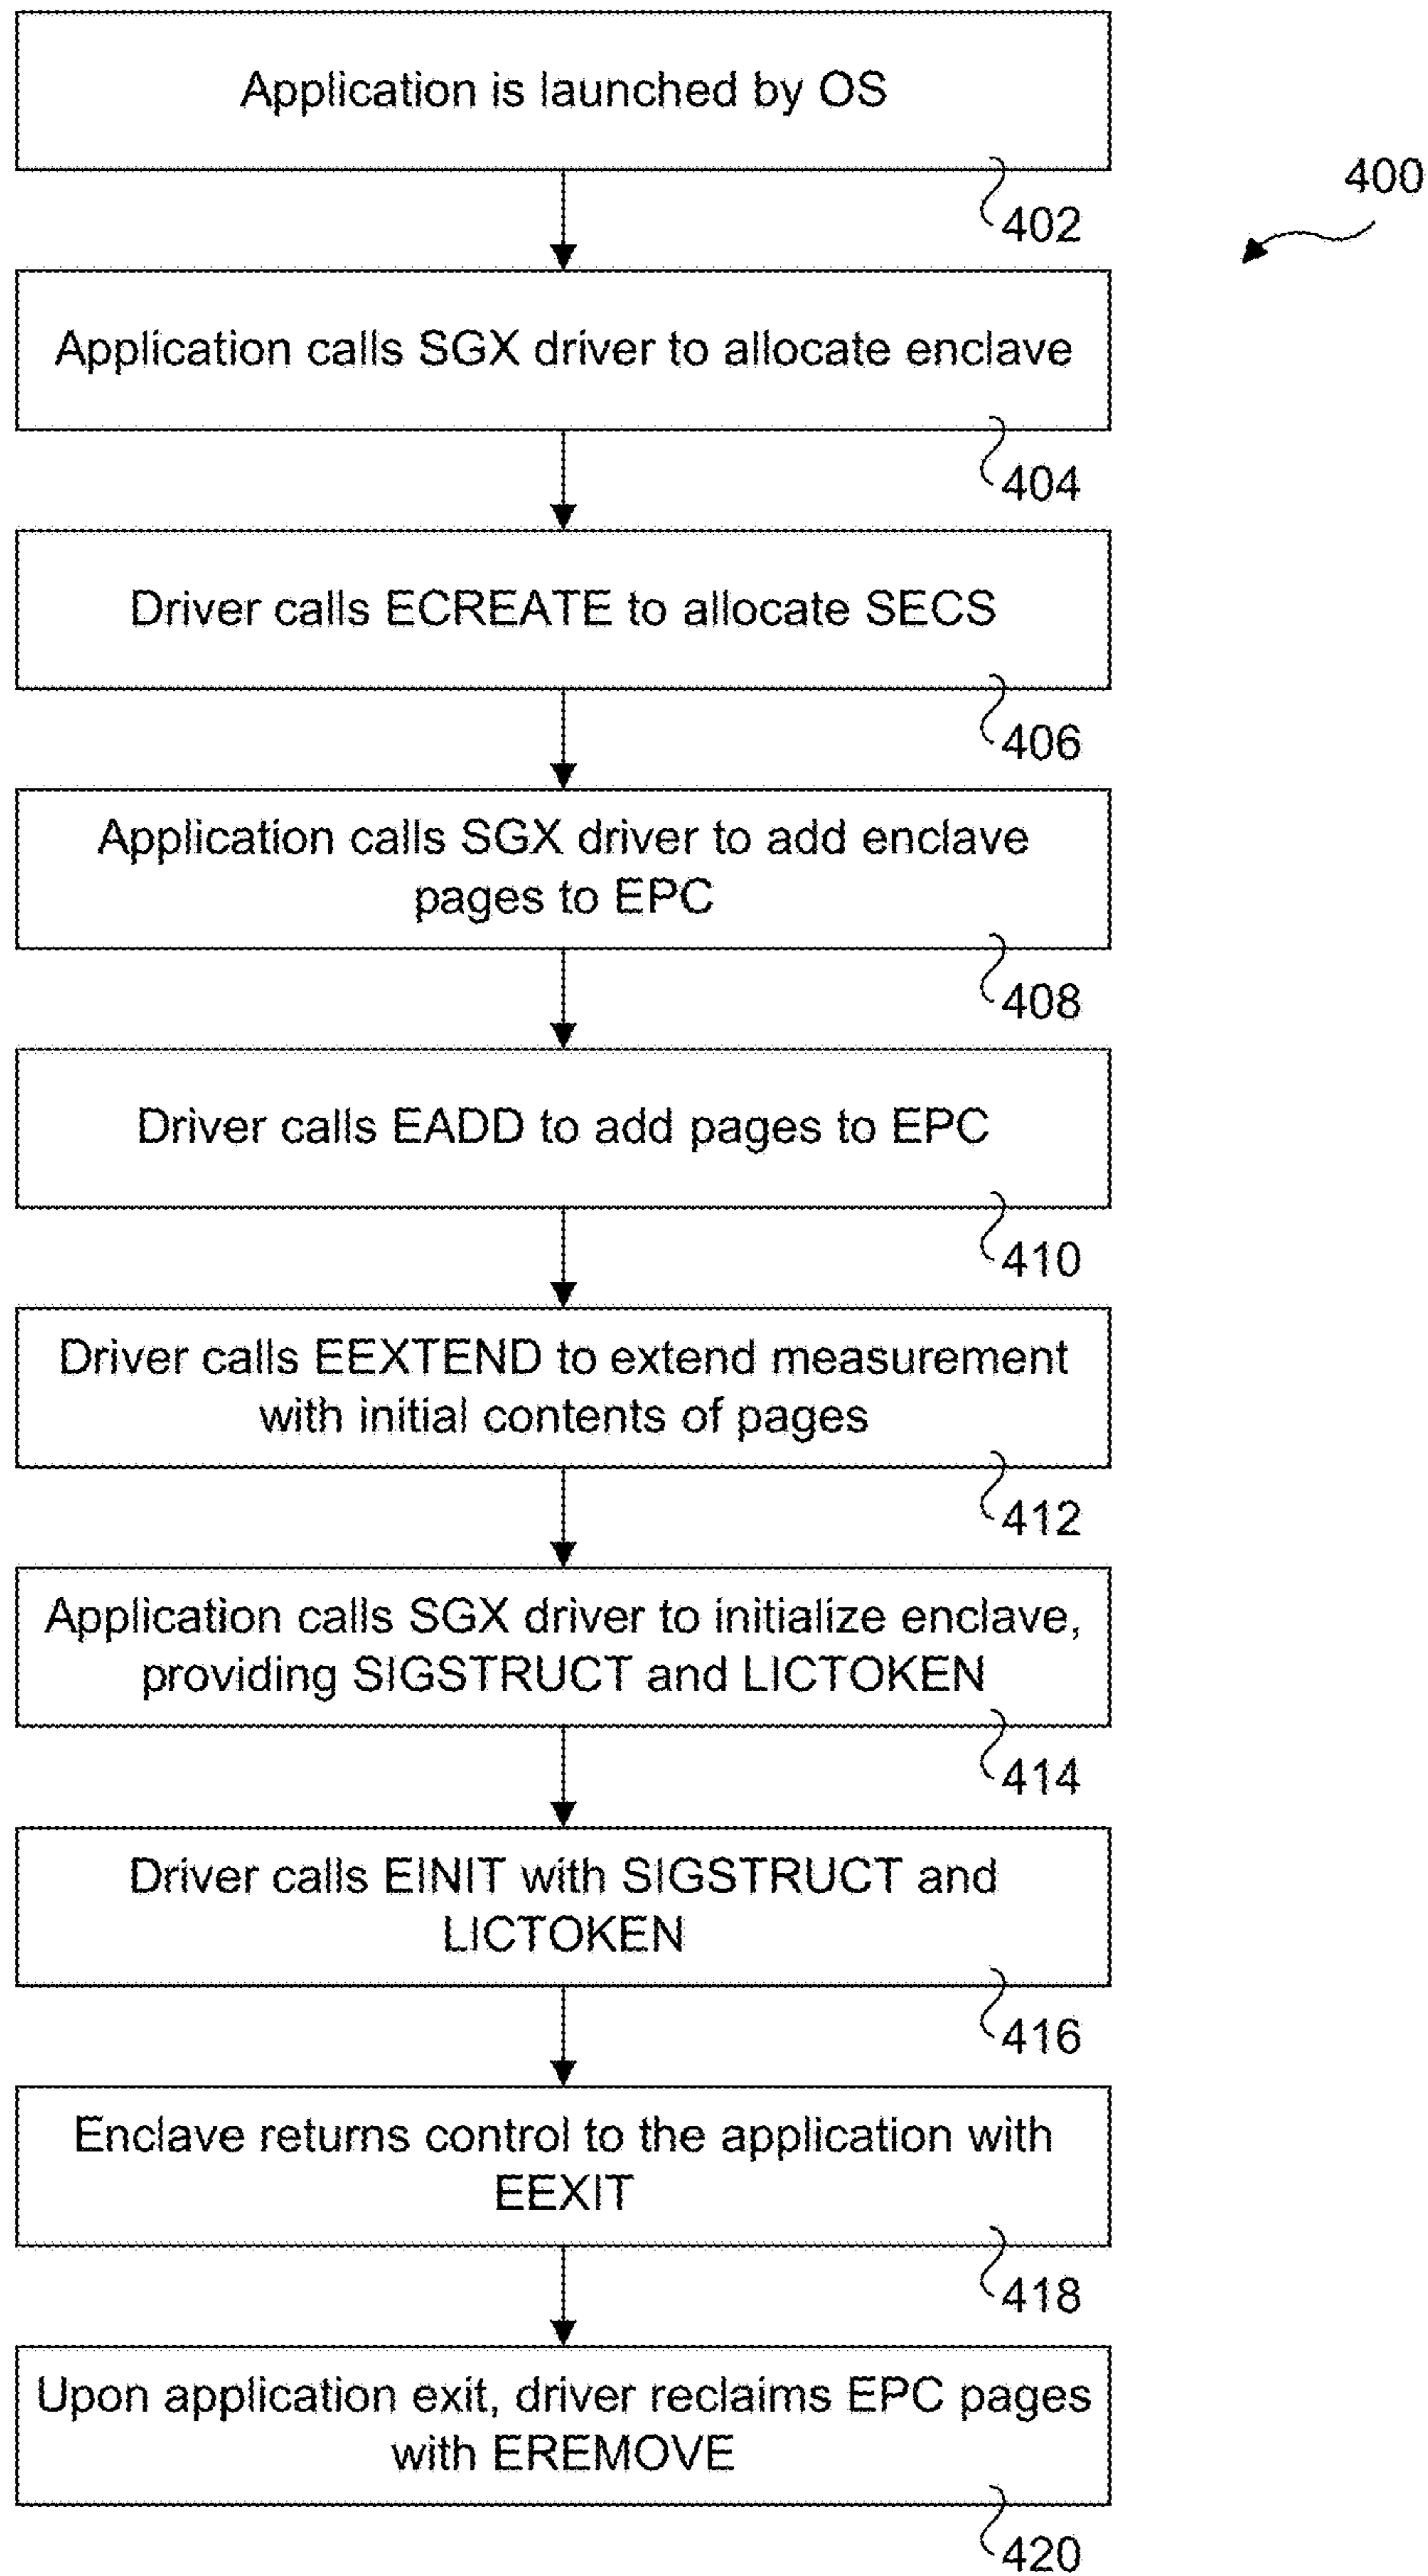 Application is launched by OS
402
400
Application calls SGX driver to allocate enclave
404
Driver calls ECREATE to allocate SECS
406
Application calls SGX driver to add enclave
pages to EPC
408
Driver calls EADD to add pages to EPC
410
Driver calls EEXTEND to extend measurement
with initial contents of pages
412
Application calls SGX driver to initialize enclave,
providing SIGSTRUCT and LICTOKEN
414
Driver calls EINIT with SIGSTRUCT and
LICTOKEN
416
Enclave returns control to the application with
EEXIT
418
Upon application exit, driver reclaims EPC pages
with EREMOVE
420